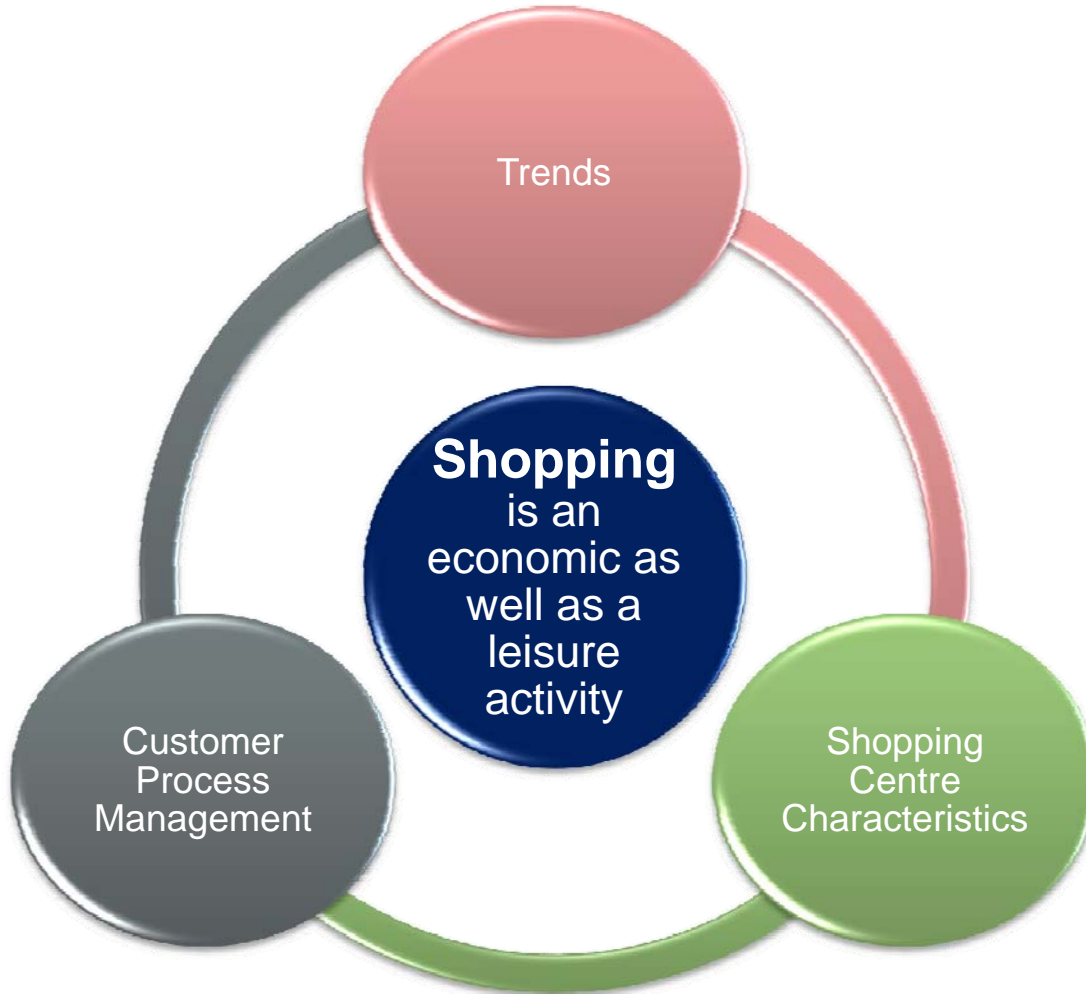 Trends
Shopping
is an
economic as
well as a
leisure
activity
Customer
Process
Management
Shopping
Centre
Characteristics